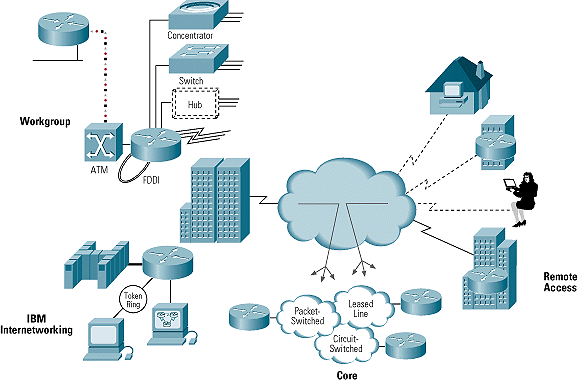 Concentrator
Switch
Hub
Workgroup
ATM
FDDI
Token
Ring
IBM
Internetworking
Remote
Access
Packet-
Switched
Leased
Line
Circuit-
Switched
Core